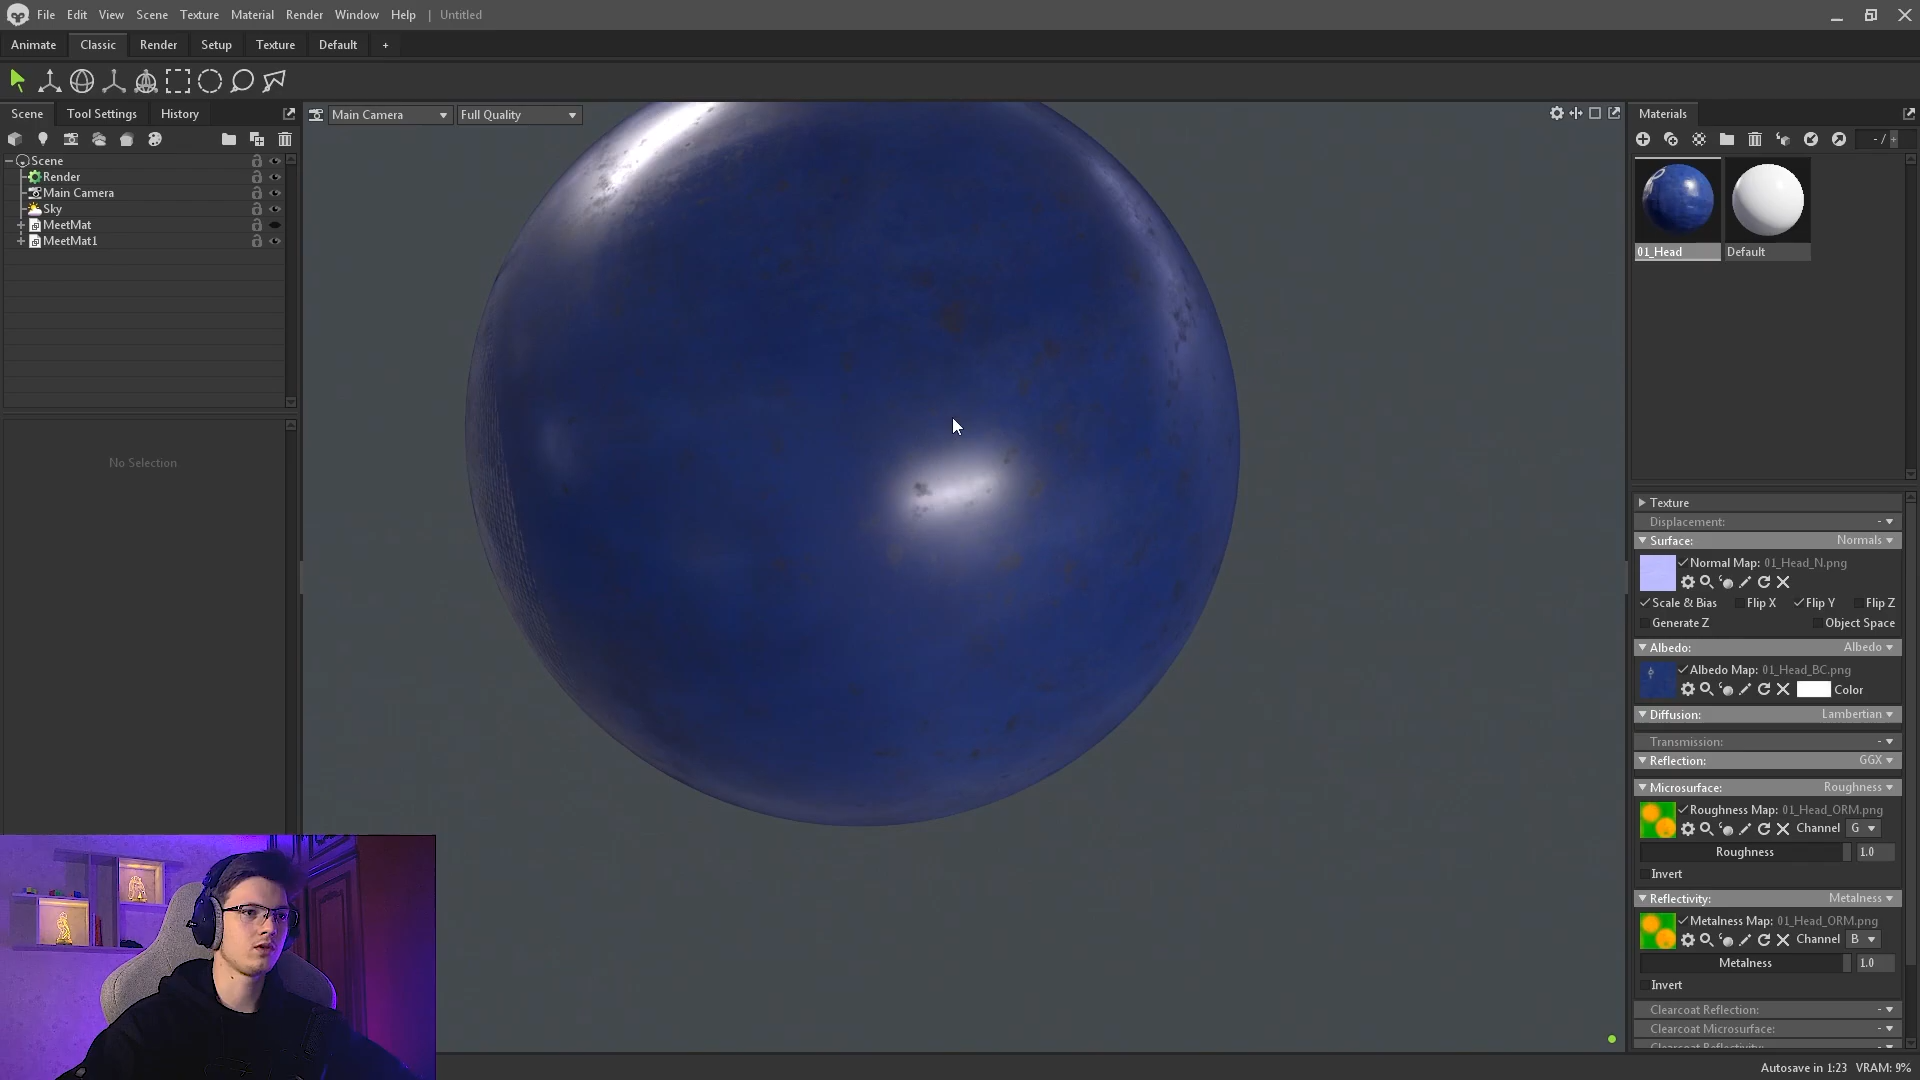 File Edit View Scene Texture Material Render Window Help | Untitled
Animate Classic Render Setup Texture Default +
Scene Tool Settings History
Main Camera Full Quality
Materials
- / +
Scene
Render
Main Camera
Sky
MeetMat
MeetMat1
No Selection
01_Head Default
Texture
Displacement: -
Surface: Normals
Normal Map: 01_Head_N.png
Scale & Bias Flip X Flip Y Flip Z
Generate Z Object Space
Albedo: Albedo
Albedo Map: 01_Head_BC.png
Color
Diffusion: Lambertian
Transmission: -
Reflection: GGX
Microsurface: Roughness
Roughness Map: 01_Head_ORM.png
Channel G
Roughness 1.0
Invert
Reflectivity: Metalness
Metalness Map: 01_Head_ORM.png
Channel B
Metalness 1.0
Invert
Clearcoat Reflection: -
Clearcoat Microsurface: -
Clearcoat Reflectivity: -
Autosave in 1:23 VRAM: 9%